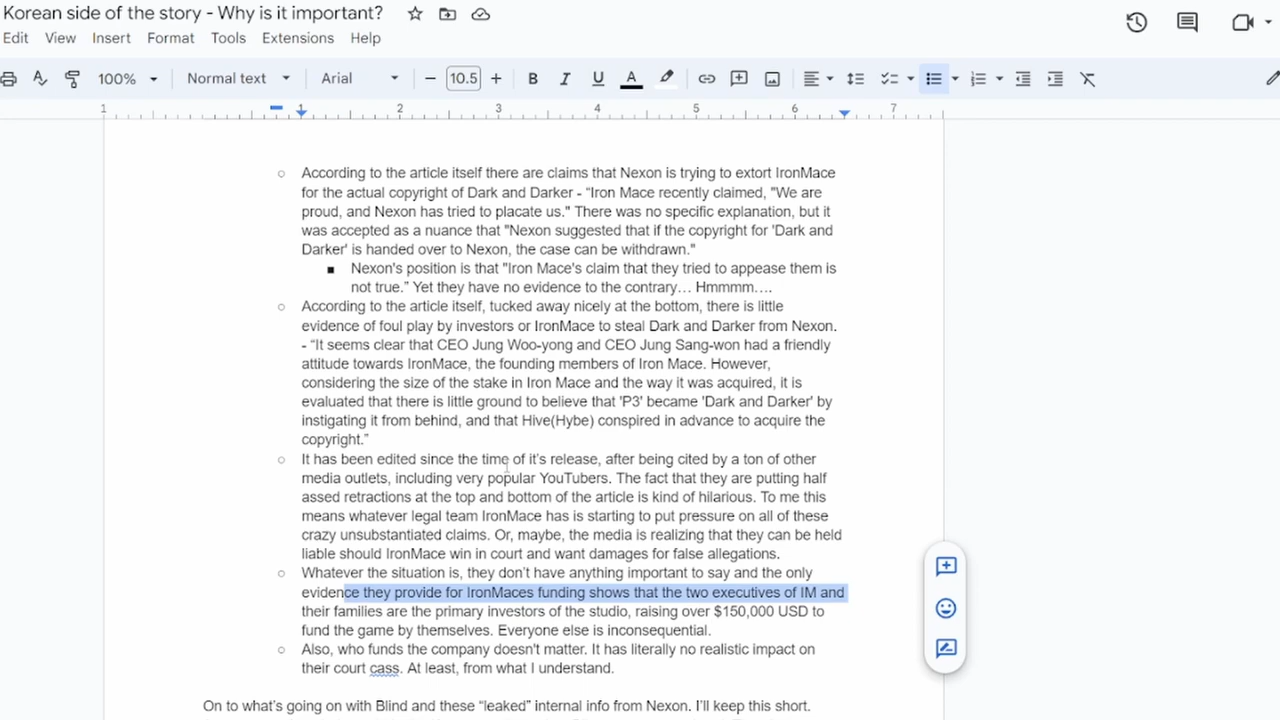 Korean side of the story - Why is it important?
Edit View Insert Format Tools Extensions Help
100% Normal text Arial − 10.5 + B I U A
1 1 2 3 4 5 6 7
○ According to the article itself there are claims that Nexon is trying to extort IronMace
for the actual copyright of Dark and Darker - “Iron Mace recently claimed, "We are
proud, and Nexon has tried to placate us." There was no specific explanation, but it
was accepted as a nuance that "Nexon suggested that if the copyright for 'Dark and
Darker' is handed over to Nexon, the case can be withdrawn."
■ Nexon's position is that "Iron Mace's claim that they tried to appease them is
not true.” Yet they have no evidence to the contrary… Hmmmm….
○ According to the article itself, tucked away nicely at the bottom, there is little
evidence of foul play by investors or IronMace to steal Dark and Darker from Nexon.
- “It seems clear that CEO Jung Woo-yong and CEO Jung Sang-won had a friendly
attitude towards IronMace, the founding members of Iron Mace. However,
considering the size of the stake in Iron Mace and the way it was acquired, it is
evaluated that there is little ground to believe that 'P3' became 'Dark and Darker' by
instigating it from behind, and that Hive(Hybe) conspired in advance to acquire the
copyright.”
○ It has been edited since the time of it’s release, after being cited by a ton of other
media outlets, including very popular YouTubers. The fact that they are putting half
assed retractions at the top and bottom of the article is kind of hilarious. To me this
means whatever legal team IronMace has is starting to put pressure on all of these
crazy unsubstantiated claims. Or, maybe, the media is realizing that they can be held
liable should IronMace win in court and want damages for false allegations.
○ Whatever the situation is, they don’t have anything important to say and the only
evidence they provide for IronMaces funding shows that the two executives of IM and
their families are the primary investors of the studio, raising over $150,000 USD to
fund the game by themselves. Everyone else is inconsequential.
○ Also, who funds the company doesn't matter. It has literally no realistic impact on
their court cass. At least, from what I understand.
On to what’s going on with Blind and these “leaked” internal info from Nexon. I’ll keep this short.